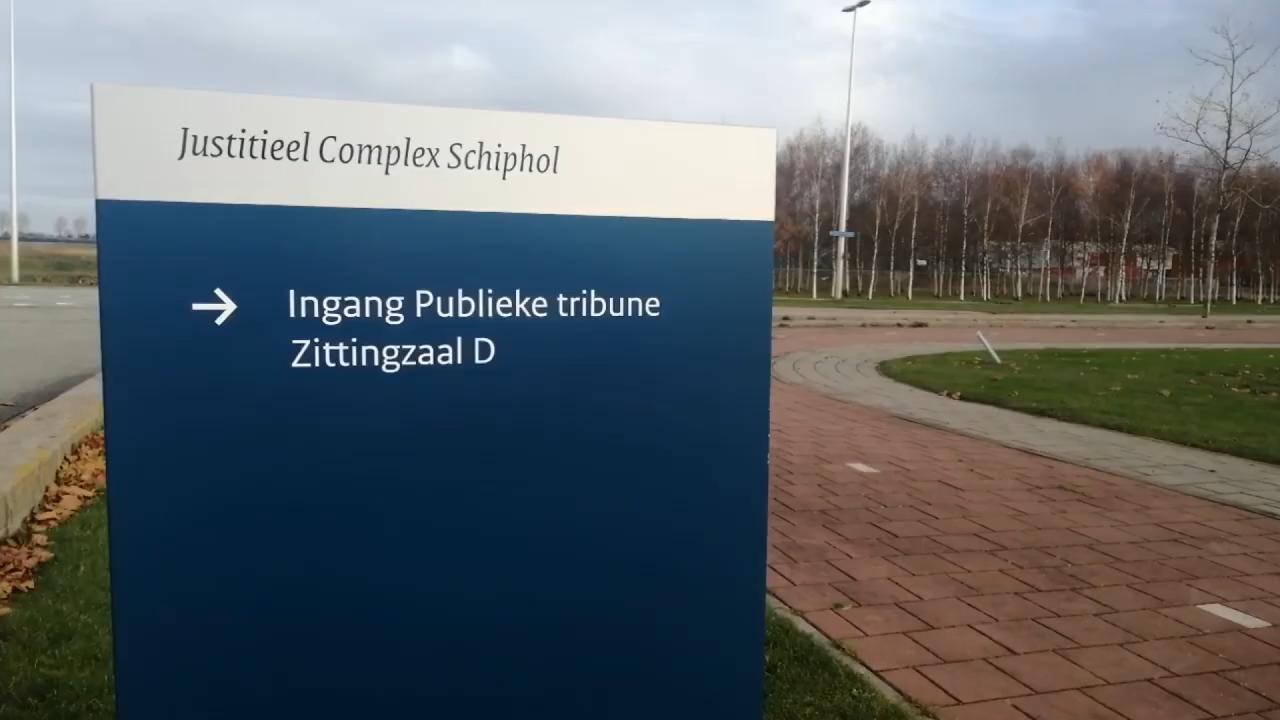 Justitieel Complex Schiphol
→ Ingang Publieke tribune
Zittingzaal D